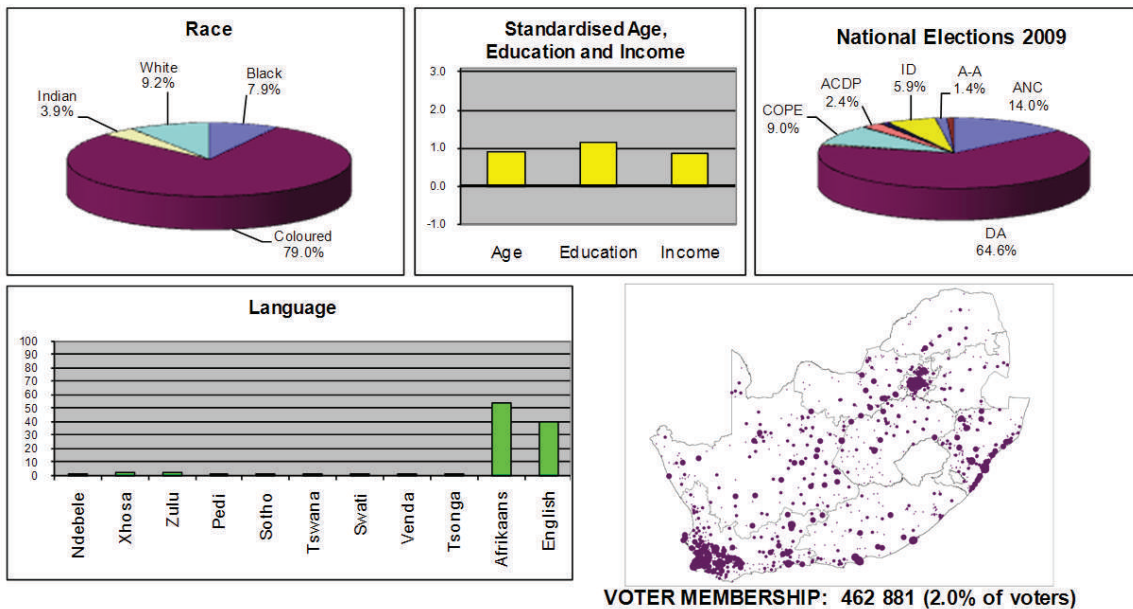 Race
White
9.2%
Black
7.9%
Indian
3.9%
Coloured
79.0%
Standardised Age,
Education and Income
3.0
2.0
1.0
0.0
-1.0
Age
Education
Income
National Elections 2009
ID
5.9%
A-A
1.4%
ACDP
2.4%
ANC
14.0%
COPE
9.0%
DA
64.6%
Language
100
90
80
70
60
50
40
30
20
10
0
Ndebele
Xhosa
Zulu
Pedi
Sotho
Tswana
Swati
Venda
Tsonga
Afrikaans
English
VOTER MEMBERSHIP: 462 881 (2.0% of voters)